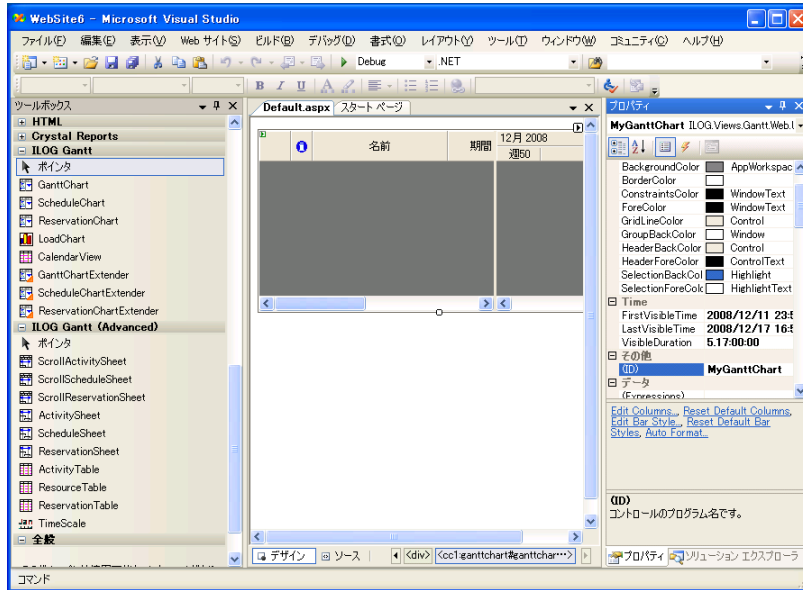 WebSite6 - Microsoft Visual Studio
ファイル(F) 編集(E) 表示(V) Web サイト(S) ビルド(B) デバッグ(D) 書式(O) レイアウト(Y) ツール(T) ウィンドウ(W) コミュニティ(C) ヘルプ(H)
Debug .NET
B I U A
ツールボックス
HTML
Crystal Reports
ILOG Gantt
ポインタ
GanttChart
ScheduleChart
ReservationChart
LoadChart
CalendarView
GanttChartExtender
ScheduleChartExtender
ReservationChartExtender
ILOG Gantt (Advanced)
ポインタ
ScrollActivitySheet
ScrollScheduleSheet
ScrollReservationSheet
ActivitySheet
ScheduleSheet
ReservationSheet
ActivityTable
ResourceTable
ReservationTable
TimeScale
全般
Default.aspx スタート ページ
名前 期間 12月 2008
週50
デザイン ソース <div> <cc1:ganttchart#ganttchar...>
プロパティ
MyGanttChart ILOG.Views.Gantt.Web.
BackgroundColor AppWorkspac
BorderColor
ConstraintsColor WindowText
ForeColor WindowText
GridLineColor Control
GroupBackColor Window
HeaderBackColor Control
HeaderForeColor ControlText
SelectionBackCol Highlight
SelectionForeColo HighlightText
Time
FirstVisibleTime 2008/12/11 23:5
LastVisibleTime 2008/12/17 16:5
VisibleDuration 5.17:00:00
その他
(ID) MyGanttChart
データ
(Expressions)
Edit Columns..., Reset Default Columns,
Edit Bar Style..., Reset Default Bar
Styles, Auto Format...
(ID)
コントロールのプログラム名です。
プロパティ ソリューション エクスプローラ
コマンド